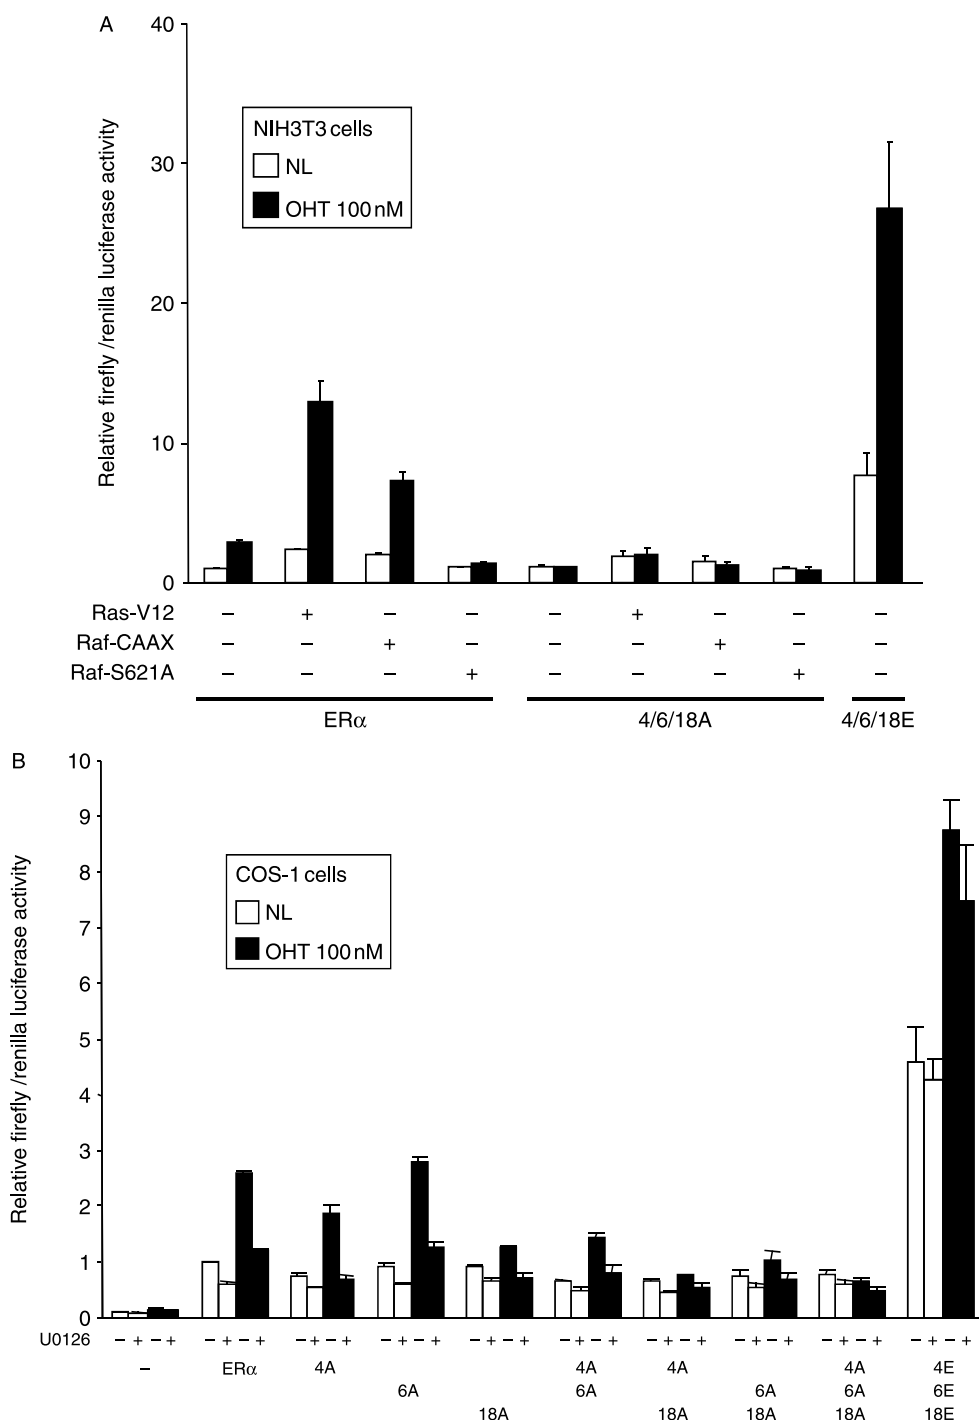 A
40
30
20
10
0
Relative firefly /renilla luciferase activity
NIH3T3 cells
NL
OHT 100 nM
Ras-V12 – + – – – + – – –
Raf-CAAX – – + – – – + – –
Raf-S621A – – – + – – – + –
ERα 4/6/18A 4/6/18E
B
10
9
8
7
6
5
4
3
2
1
0
Relative firefly /renilla luciferase activity
COS-1 cells
NL
OHT 100 nM
U0126 – + – + – + – + – + – + – + – + – + – + – + – + – + – + – + – + – + – +
– ERα 4A 4A 4A 4A 4E
6A 6A 6A 6A 6E
18A 18A 18A 18A 18E